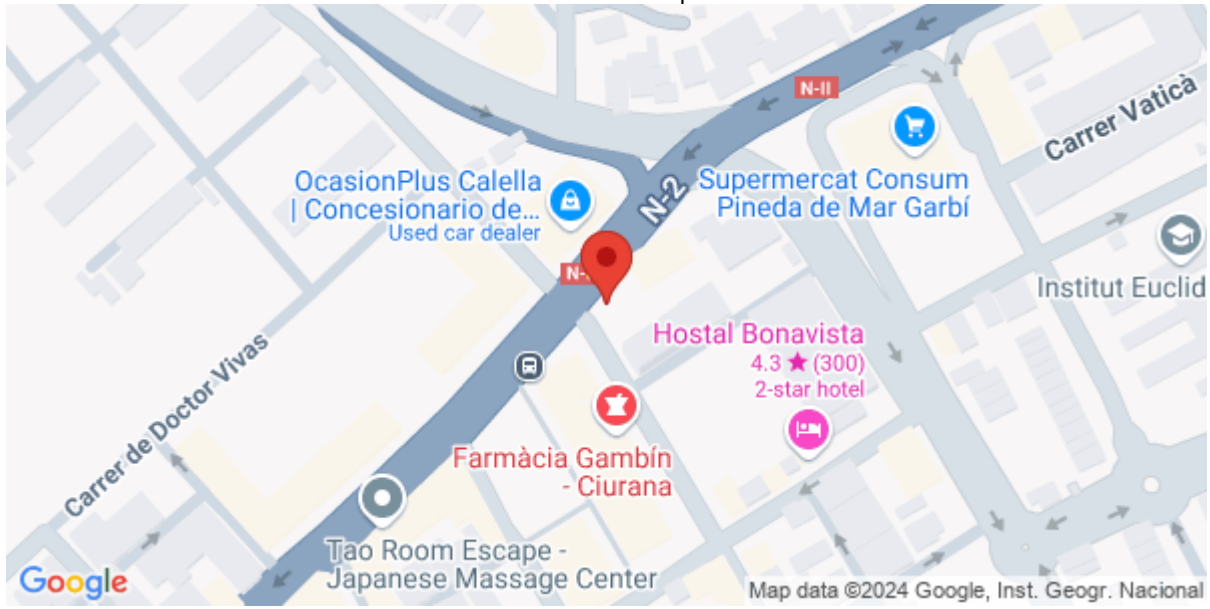 N-II
Carrer Vaticà
OcasionPlus Calella
| Concesionario de...
Used car dealer
N-2
Supermercat Consum
Pineda de Mar Garbí
Institut Euclid
Hostal Bonavista
4.3 ★ (300)
2-star hotel
Carrer de Doctor Vivas
Farmàcia Gambín
- Ciurana
Tao Room Escape -
Japanese Massage Center
Google
Map data ©2024 Google, Inst. Geogr. Nacional